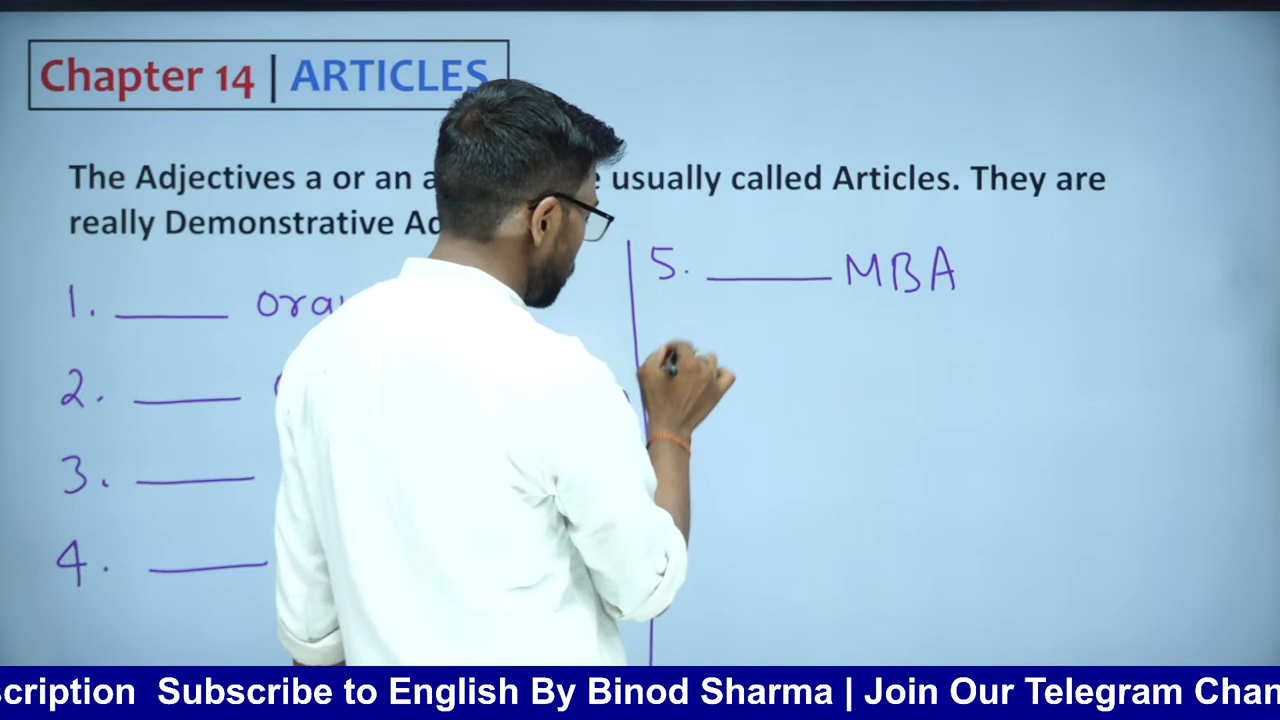 Chapter 14 | ARTICLES
The Adjectives a or an a usually called Articles. They are
really Demonstrative Ad
1. ____ ora
2. ____
3. ____
4. ____
5. ____ MBA
scription Subscribe to English By Binod Sharma | Join Our Telegram Chan